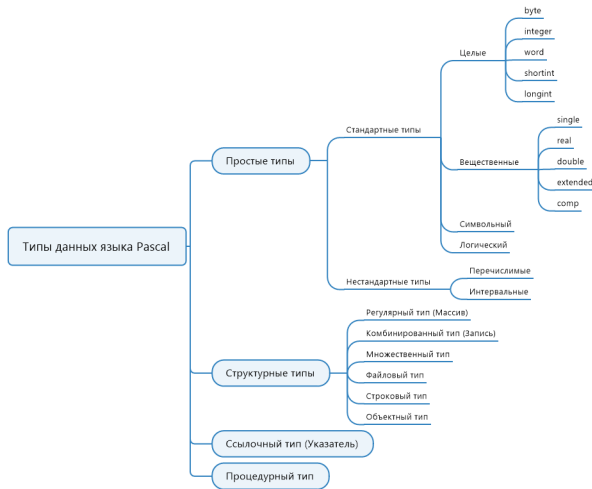 Типы данных языка Pascal
Простые типы
Стандартные типы
Целые
byte
integer
word
shortint
longint
Вещественные
single
real
double
extended
comp
Символьный
Логический
Нестандартные типы
Перечислимые
Интервальные
Структурные типы
Регулярный тип (Массив)
Комбинированный тип (Запись)
Множественный тип
Файловый тип
Строковый тип
Объектный тип
Ссылочный тип (Указатель)
Процедурный тип